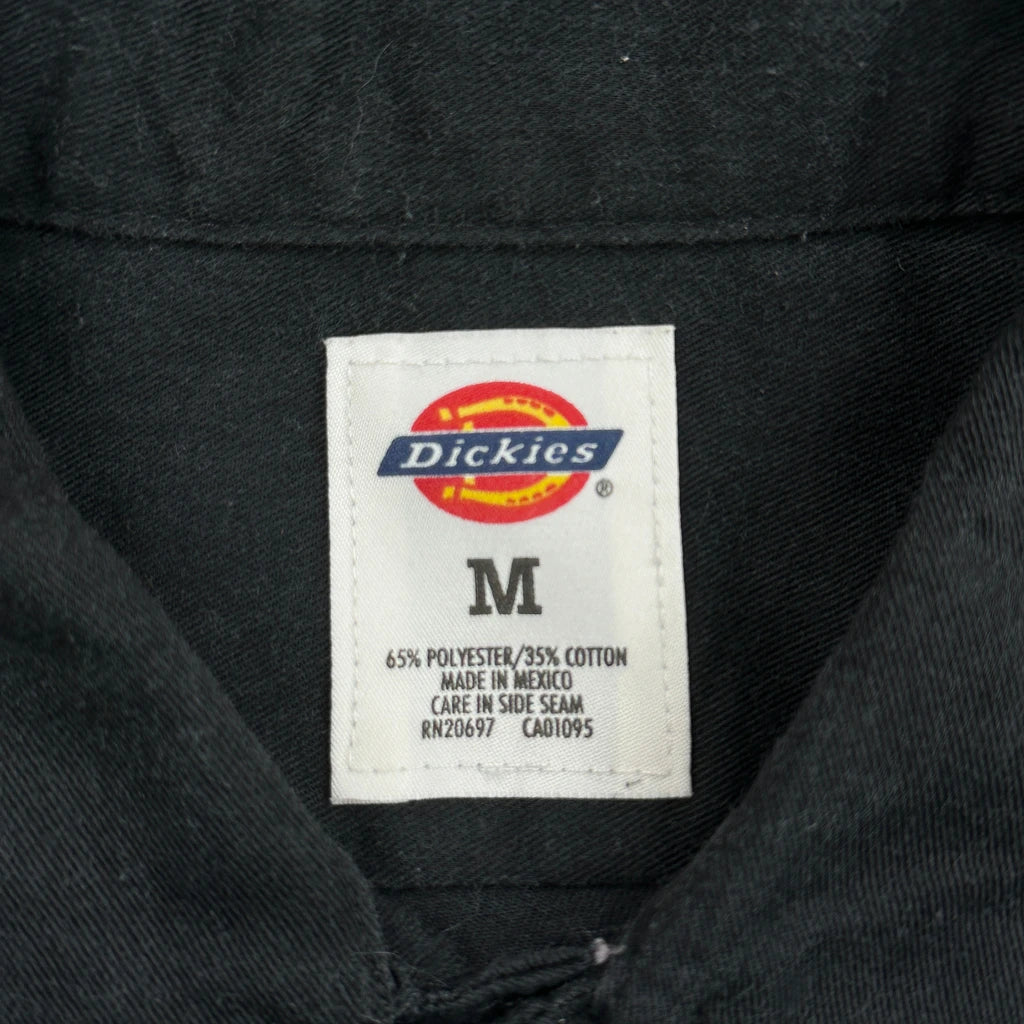 Dickies
®
M
65% POLYESTER/35% COTTON
MADE IN MEXICO
CARE IN SIDE SEAM
RN20697 CA01095